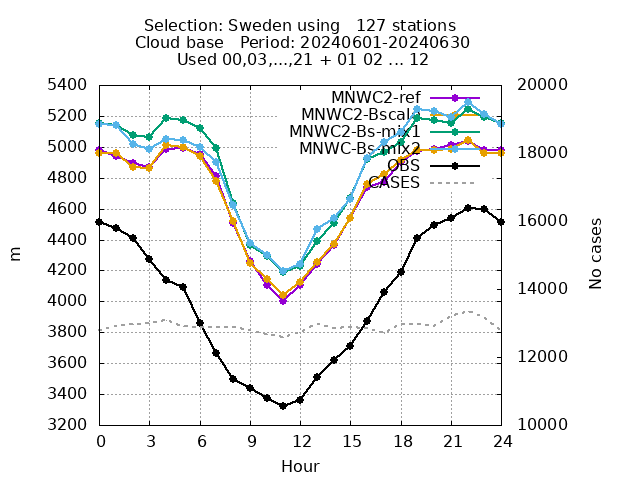 Selection: Sweden using   127 stations
Cloud base   Period: 20240601-20240630
Used 00,03,...,21 + 01 02 ... 12
MNWC2-ref
MNWC2-Bscale
MNWC2-Bs-mix1
MNWC-Bs-mix2
OBS
CASES
5400
5200
5000
4800
4600
4400
4200
4000
3800
3600
3400
3200
m
20000
18000
16000
14000
12000
10000
No cases
0 3 6 9 12 15 18 21 24
Hour